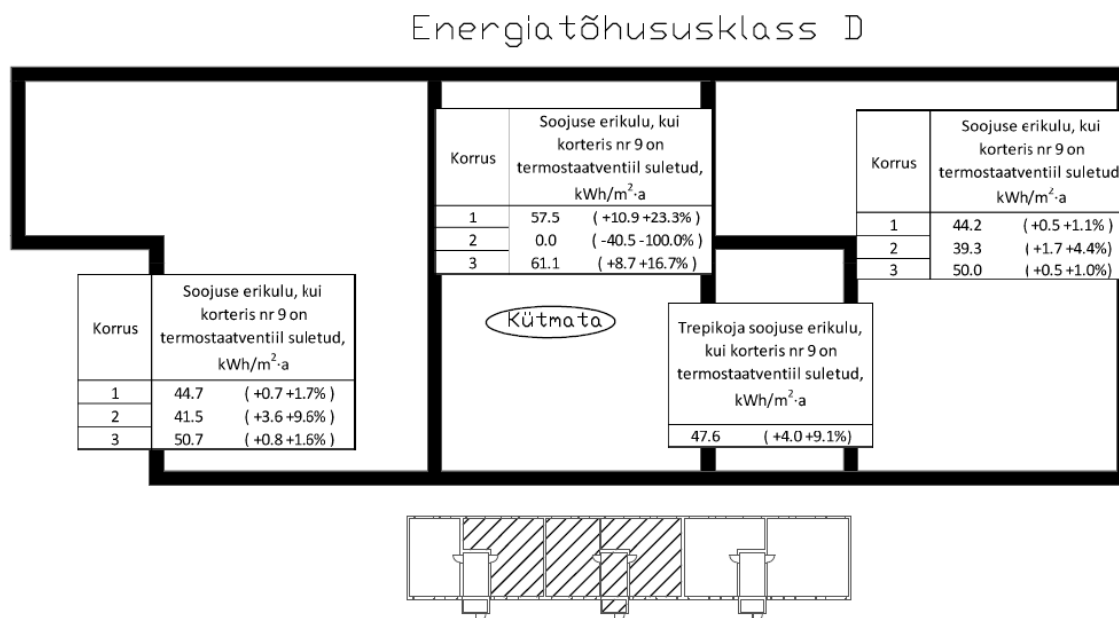 Energiatõhususklass D
Korrus
Soojuse erikulu, kui
korteris nr 9 on
termostaatventiil suletud,
kWh/m²·a
1 57.5 ( +10.9 +23.3% )
2 0.0 ( -40.5 -100.0% )
3 61.1 ( +8.7 +16.7% )
Korrus
Soojuse erikulu, kui
korteris nr 9 on
termostaatventiil suletud,
kWh/m²·a
1 44.2 ( +0.5 +1.1% )
2 39.3 ( +1.7 +4.4%)
3 50.0 ( +0.5 +1.0%)
Korrus
Soojuse erikulu, kui
korteris nr 9 on
termostaatventiil suletud,
kWh/m²·a
1 44.7 ( +0.7 +1.7% )
2 41.5 ( +3.6 +9.6% )
3 50.7 ( +0.8 +1.6% )
Kütmata
Trepikoja soojuse erikulu,
kui korteris nr 9 on
termostaatventiil suletud,
kWh/m²·a
47.6 (+4.0 +9.1%)